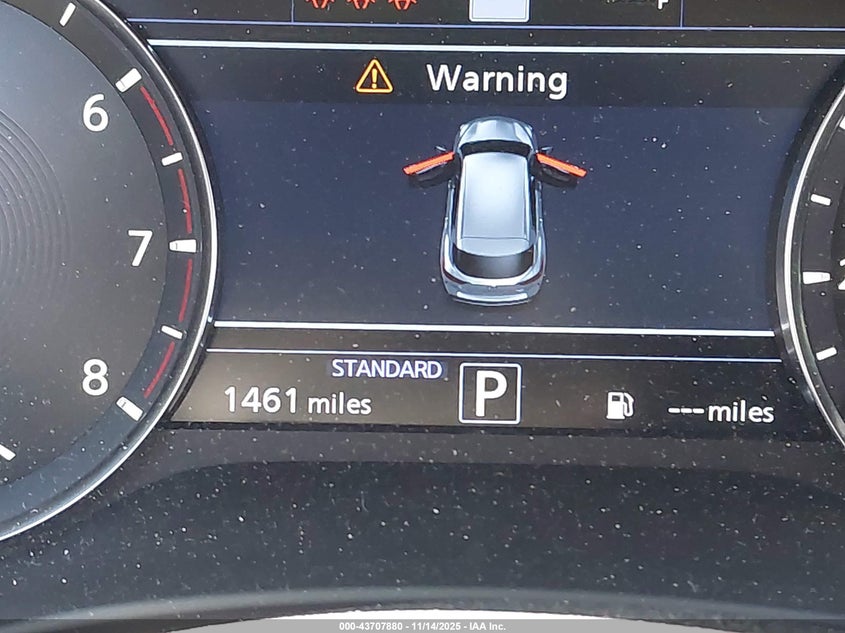 Warning
6
7
8
STANDARD
1461 miles
P
--- miles
000-43707880 - 11/14/2025 - IAA Inc.